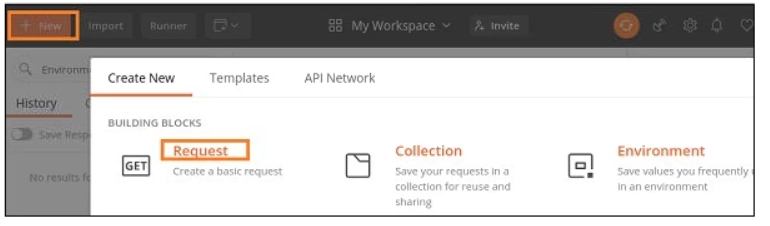 + New Import Runner My Workspace Invite
Environm
Create New Templates API Network
History
BUILDING BLOCKS
Save Resp
Request Collection Environment
GET
Create a basic request Save your requests in a Save values you frequently
No results fo collection for reuse and in an environment
sharing